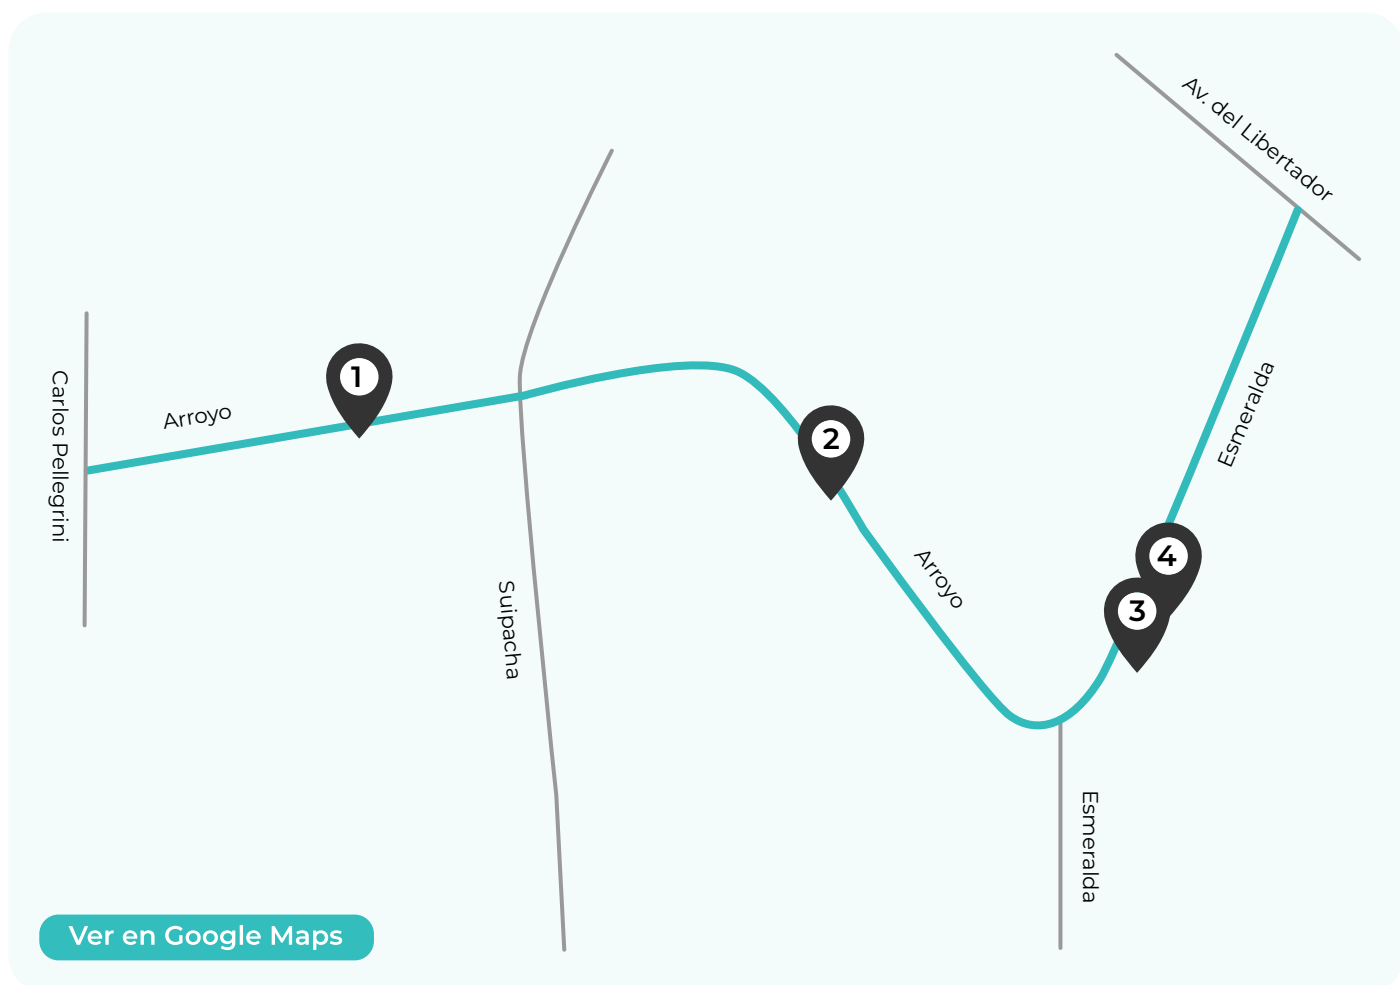 Av. del Libertador
Carlos Pellegrini
Arroyo
1
2
Esmeralda
Suipacha
Arroyo
4
3
Esmeralda
Ver en Google Maps